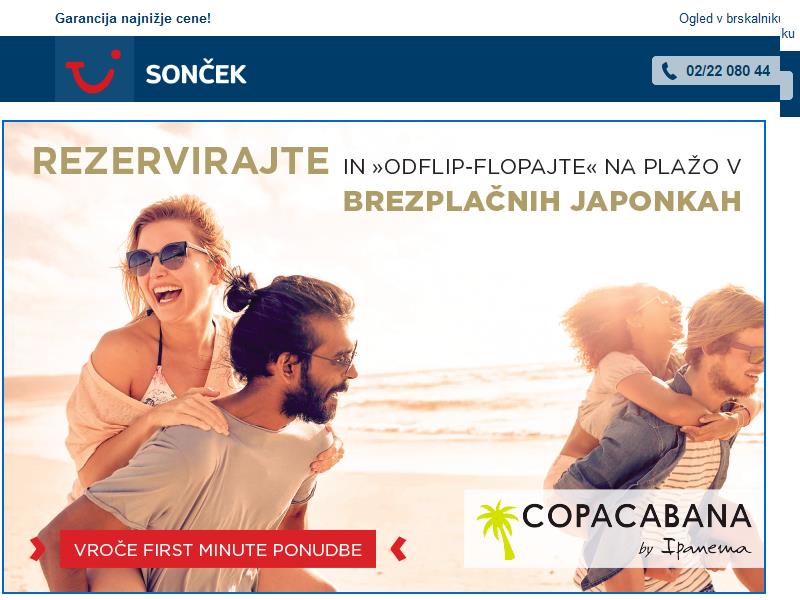 Garancija najnižje cene!
Ogled v brskalniku
ku
SONČEK
02/22 080 44
REZERVIRAJTE IN »ODFLIP-FLOPAJTE« NA PLAŽO V
BREZPLAČNIH JAPONKAH
COPACABANA
by Ipanema
VROČE FIRST MINUTE PONUDBE